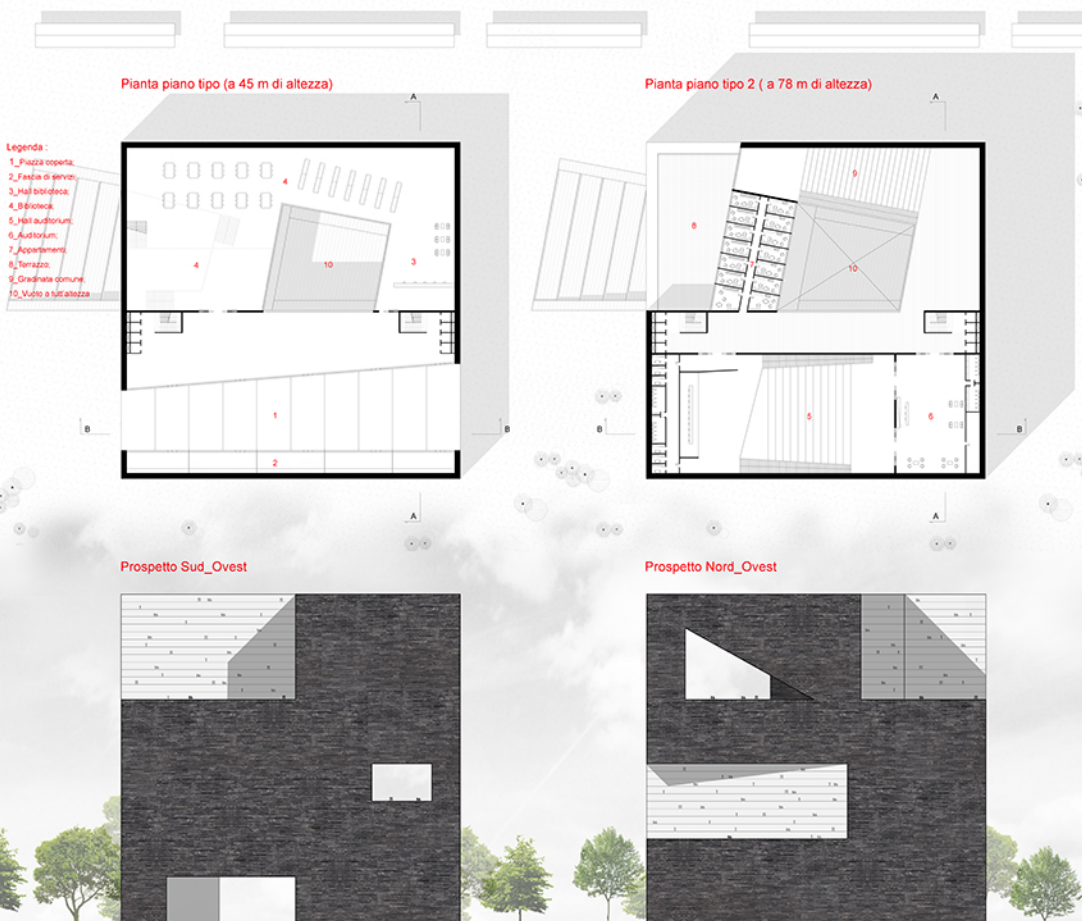 Pianta piano tipo (a 45 m di altezza)
Pianta piano tipo 2 ( a 78 m di altezza)
A
A
Legenda :
1_Piazza coperta;
2_Fascia di servizi;
3_Hall biblioteca;
4_Biblioteca;
5_Hall auditorium;
6_Auditorium;
7_Appartamenti;
8_Terrazzo;
9_Gradinata comune;
10_Vuoto a tutt'altezza
4
4
10
3
1
2
B
B
9
8
7
10
5
6
B
B
A
A
Prospetto Sud_Ovest
Prospetto Nord_Ovest